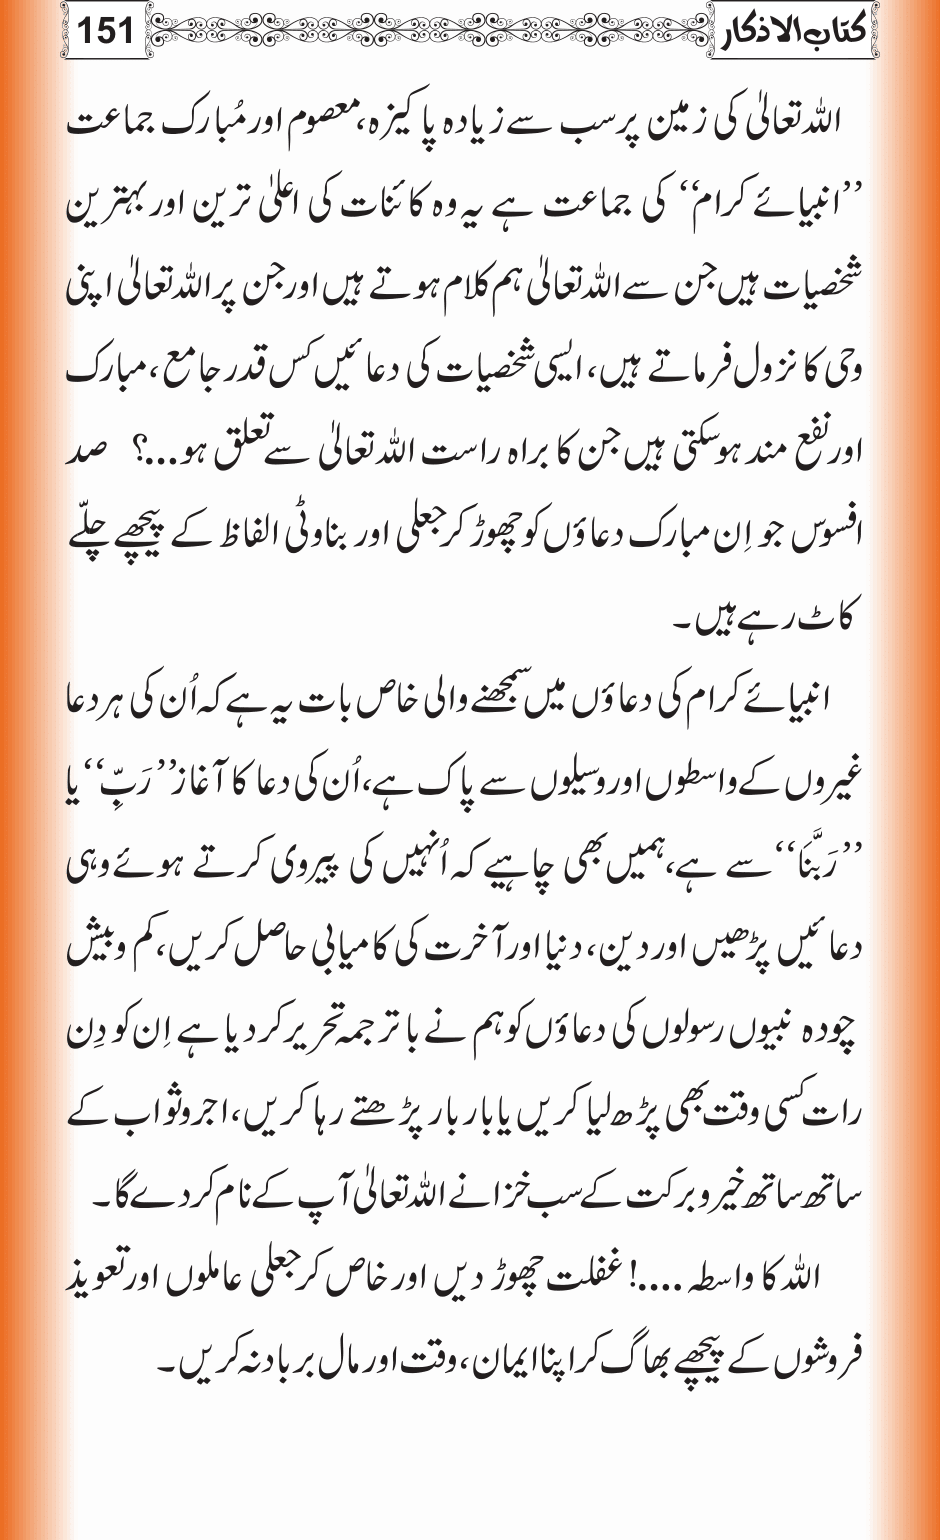 کتاب الاذکار 151
اللہ تعالیٰ کی زمین پر سب سے زیادہ پاکیزہ، معصوم اور مُبارک جماعت
’’انبیائے کرام‘‘ کی جماعت ہے یہ وہ کائنات کی اعلیٰ ترین اور بہترین
شخصیات ہیں جن سے اللہ تعالیٰ ہم کلام ہوتے ہیں اور جن پر اللہ تعالیٰ اپنی
وحی کا نزول فرماتے ہیں، ایسی شخصیات کی دعائیں کس قدر جامع، مبارک
اور نفع مند ہوسکتی ہیں جن کا براہ راست اللہ تعالیٰ سے تعلق ہو...؟ صد
افسوس جو اِن مبارک دعاؤں کو چھوڑ کر جعلی اور بناوٹی الفاظ کے پیچھے چلّے
کاٹ رہے ہیں۔
انبیائے کرام کی دعاؤں میں سمجھنے والی خاص بات یہ ہے کہ اُن کی ہر دعا
غیروں کے واسطوں اور وسیلوں سے پاک ہے، اُن کی دعا کا آغاز ’’رَبِّ‘‘ یا
’’رَبَّنَا‘‘ سے ہے، ہمیں بھی چاہیے کہ اُنہیں کی پیروی کرتے ہوئے وہی
دعائیں پڑھیں اور دین، دنیا اور آخرت کی کامیابی حاصل کریں، کم و بیش
چودہ نبیوں رسولوں کی دعاؤں کو ہم نے با ترجمہ تحریر کردیا ہے اِن کو دِن
رات کسی وقت بھی پڑھ لیا کریں یا بار بار پڑھتے رہا کریں، اجر و ثواب کے
ساتھ ساتھ خیر و برکت کے سب خزانے اللہ تعالیٰ آپ کے نام کردے گا۔
اللہ کا واسطہ ....! غفلت چھوڑ دیں اور خاص کر جعلی عاملوں اور تعویذ
فروشوں کے پیچھے بھاگ کر اپنا ایمان، وقت اور مال برباد نہ کریں۔